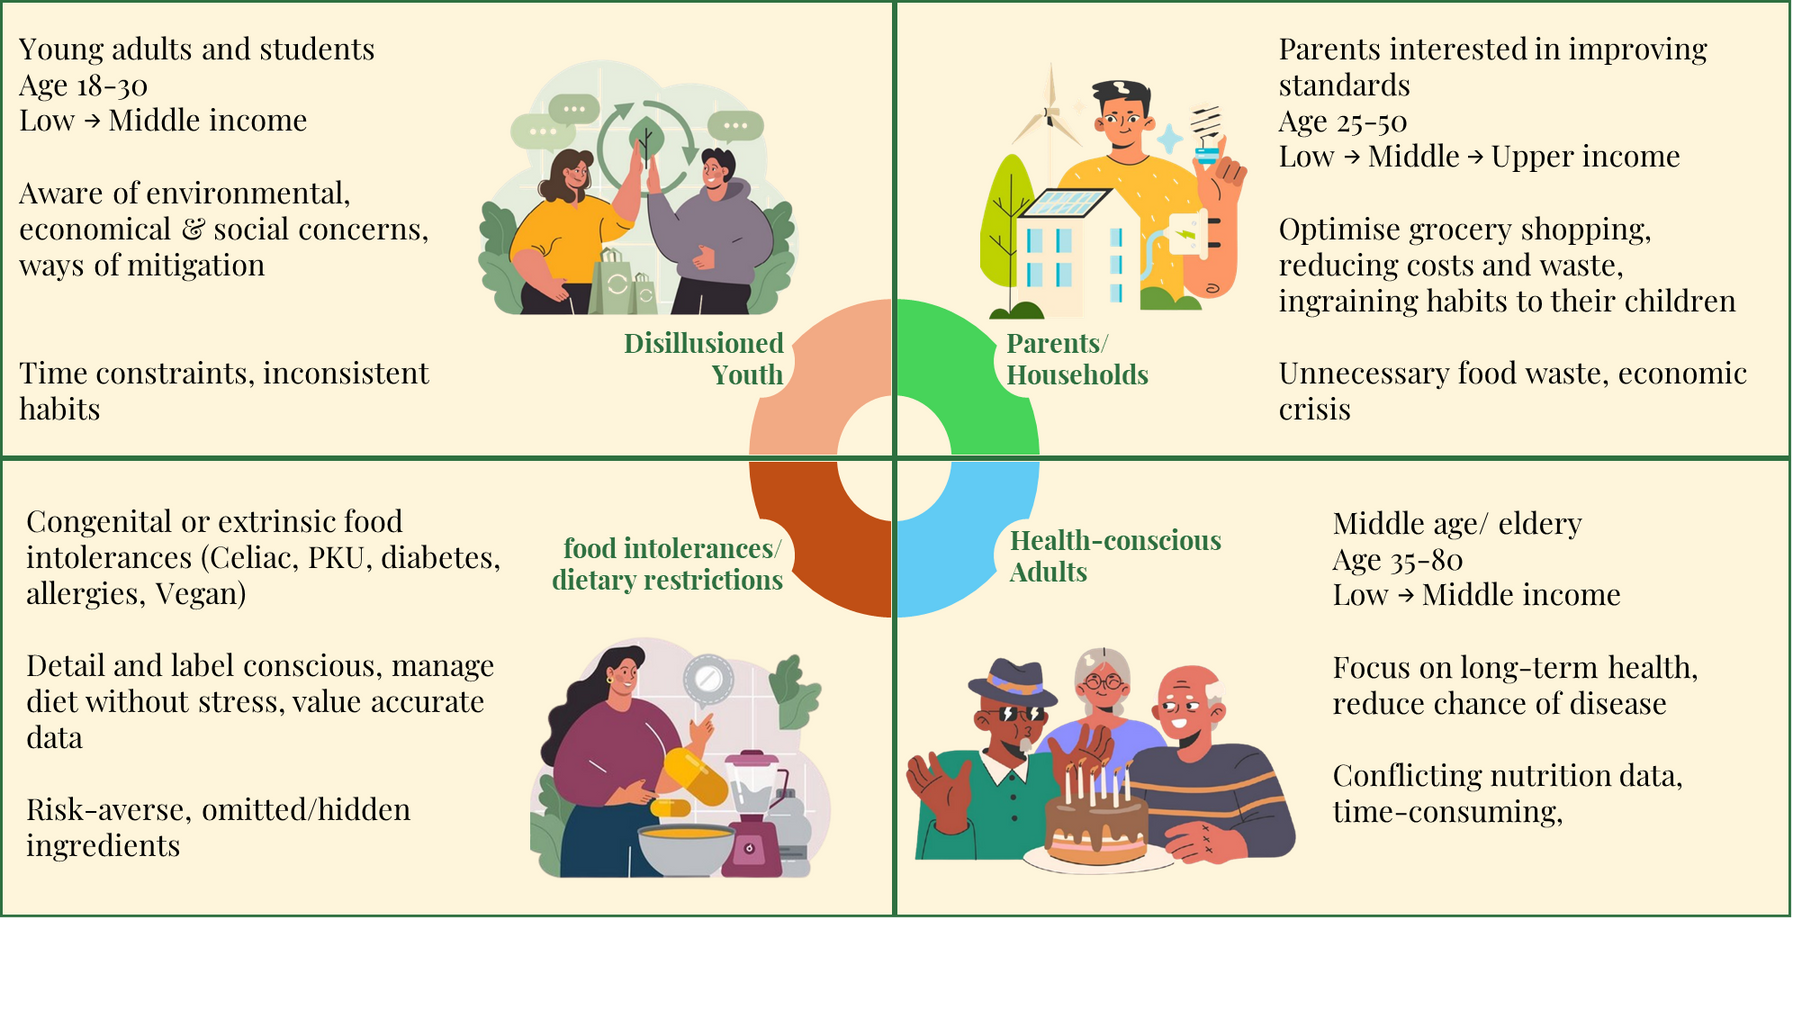 Young adults and students
Age 18-30
Low → Middle income
Aware of environmental,
economical & social concerns,
ways of mitigation
Time constraints, inconsistent
habits
Disillusioned
Youth
Parents interested in improving
standards
Age 25-50
Low → Middle → Upper income
Optimise grocery shopping,
reducing costs and waste,
ingraining habits to their children
Unnecessary food waste, economic
crisis
Parents/
Households
Congenital or extrinsic food
intolerances (Celiac, PKU, diabetes,
allergies, Vegan)
Detail and label conscious, manage
diet without stress, value accurate
data
Risk-averse, omitted/hidden
ingredients
food intolerances/
dietary restrictions
Health-conscious
Adults
Middle age/ eldery
Age 35-80
Low → Middle income
Focus on long-term health,
reduce chance of disease
Conflicting nutrition data,
time-consuming,